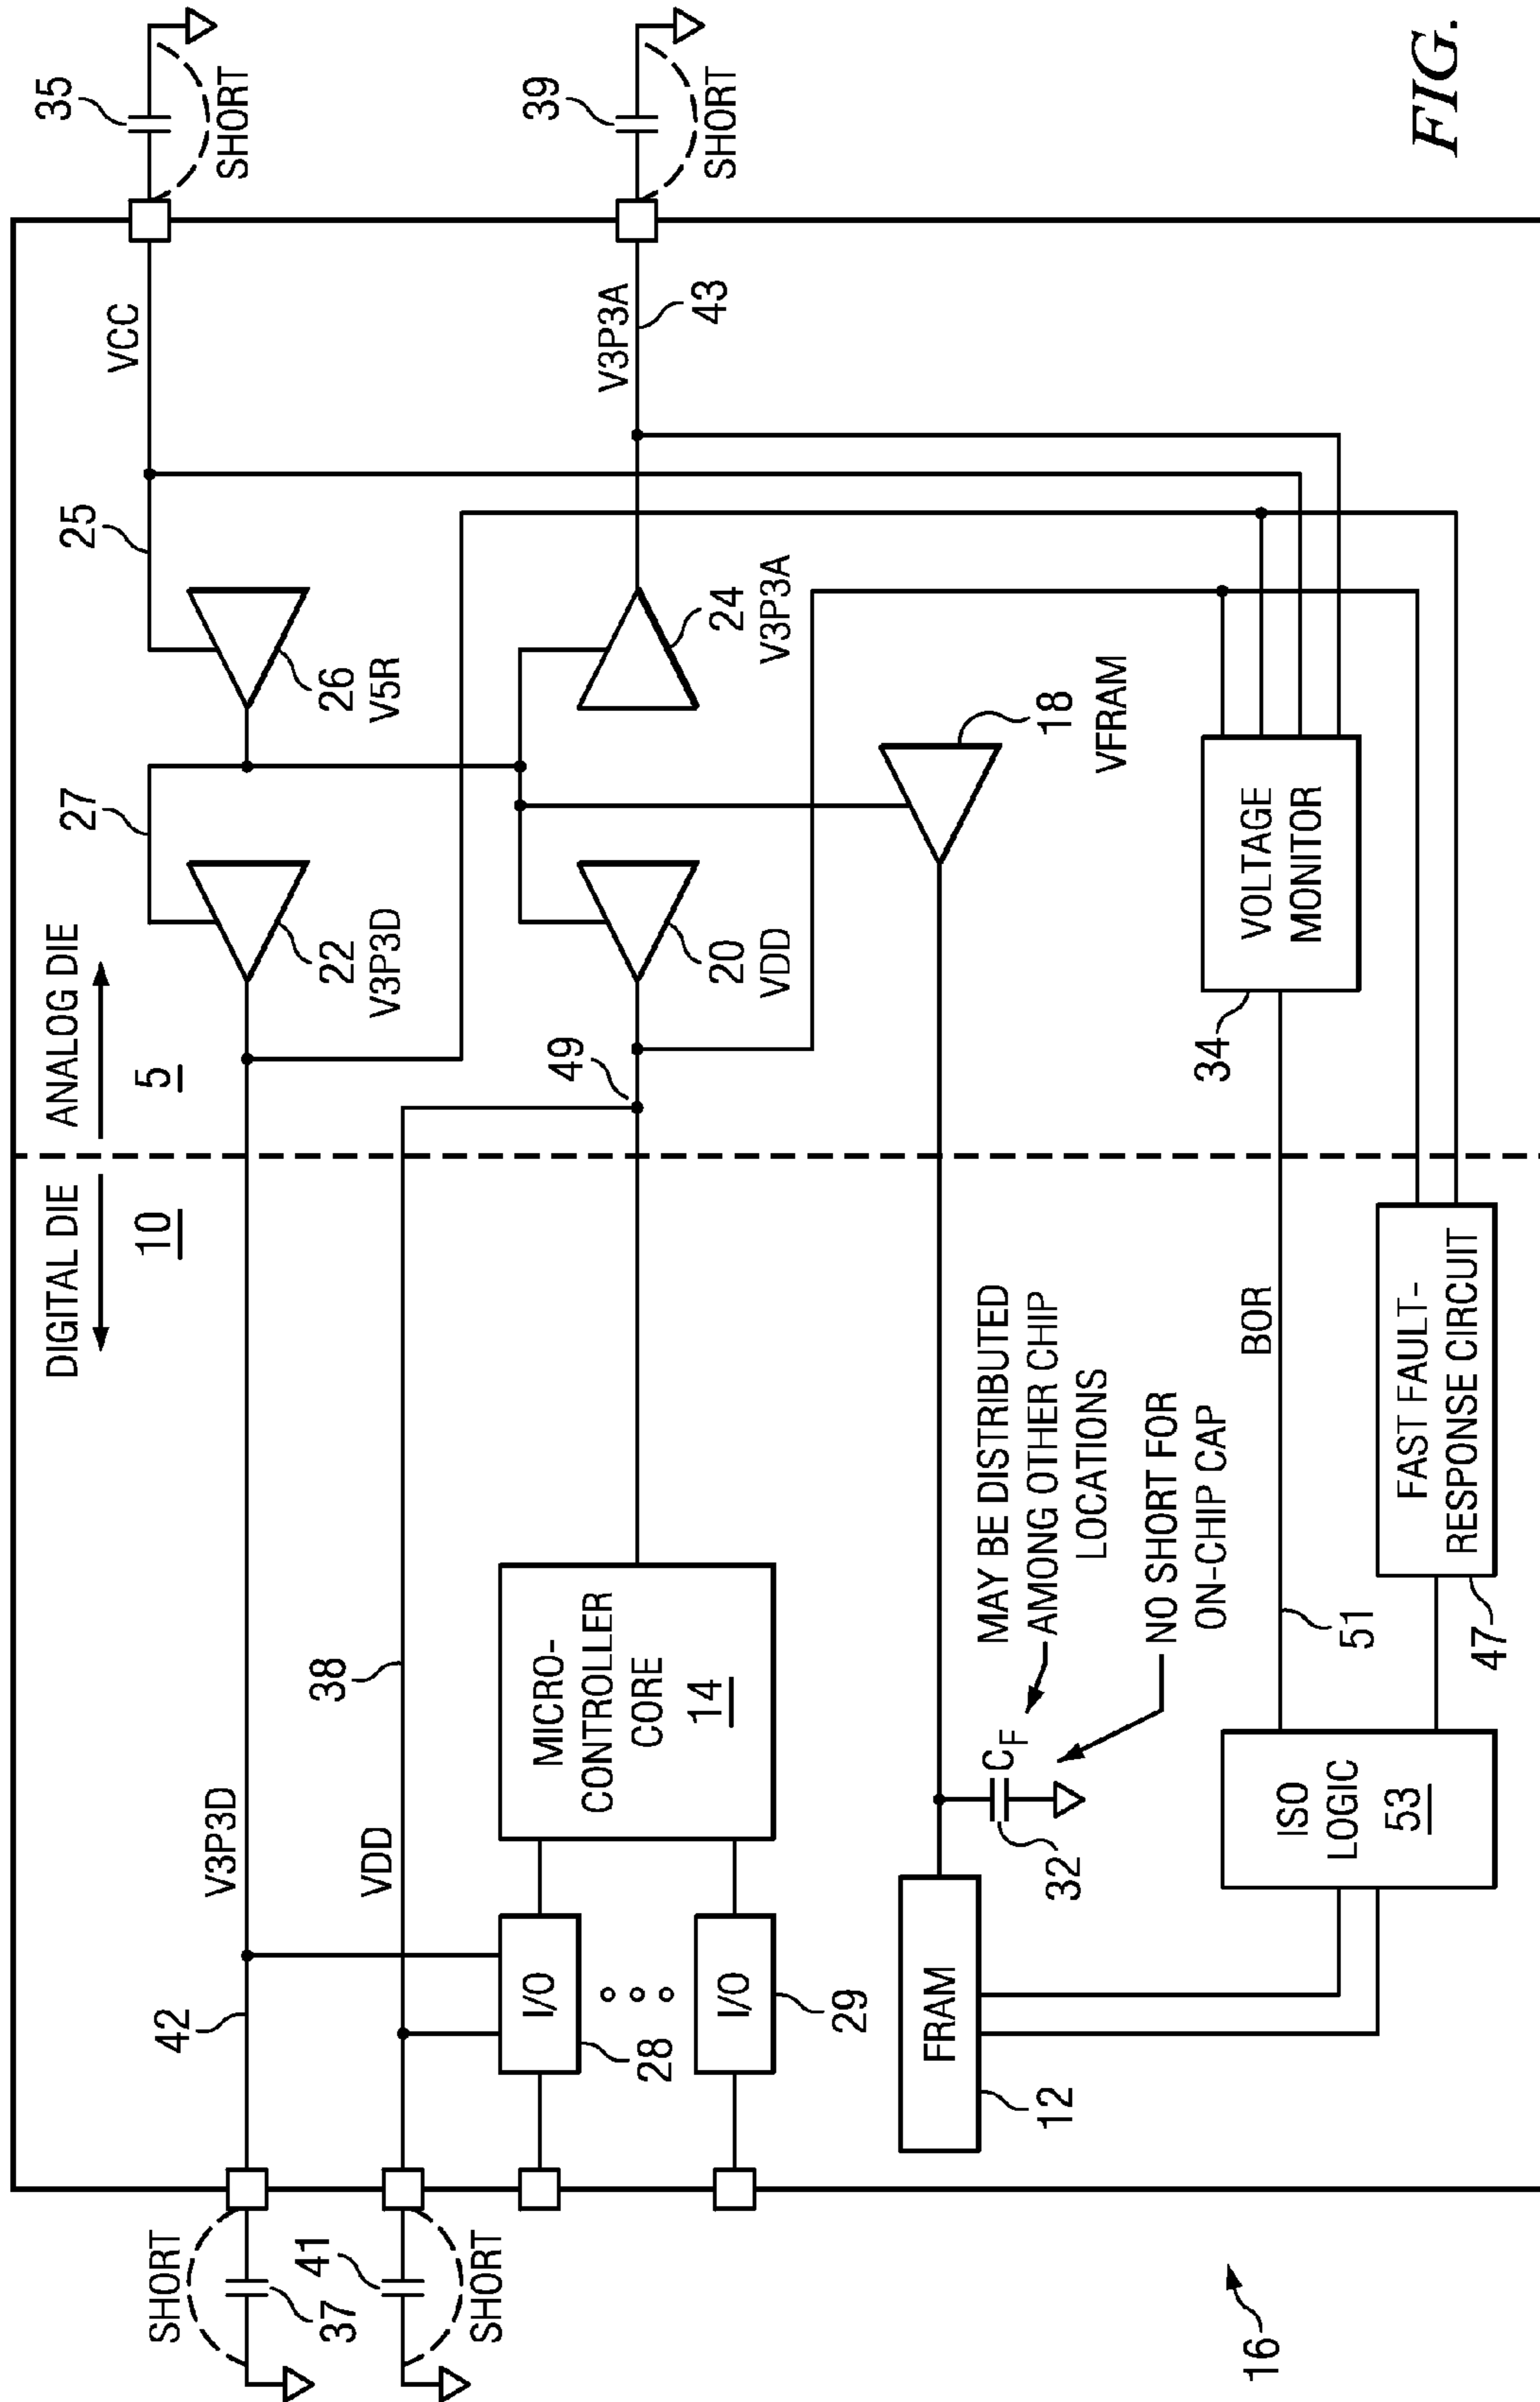 DIGITAL DIE
ANALOG DIE
10
5
SHORT
37
41
SHORT
42
V3P3D
VDD
38
22
V3P3D
27
26
V5R
25
VCC
35
SHORT
I/O
28
I/O
29
MICRO-
CONTROLLER
CORE
14
49
20
VDD
24
V3P3A
V3P3A
43
39
SHORT
FRAM
12
32
CF
MAY BE DISTRIBUTED
AMONG OTHER CHIP
LOCATIONS
NO SHORT FOR
ON-CHIP CAP
18
VFRAM
ISO
LOGIC
53
51
BOR
34
VOLTAGE
MONITOR
FAST FAULT-
RESPONSE CIRCUIT
47
16
FIG.